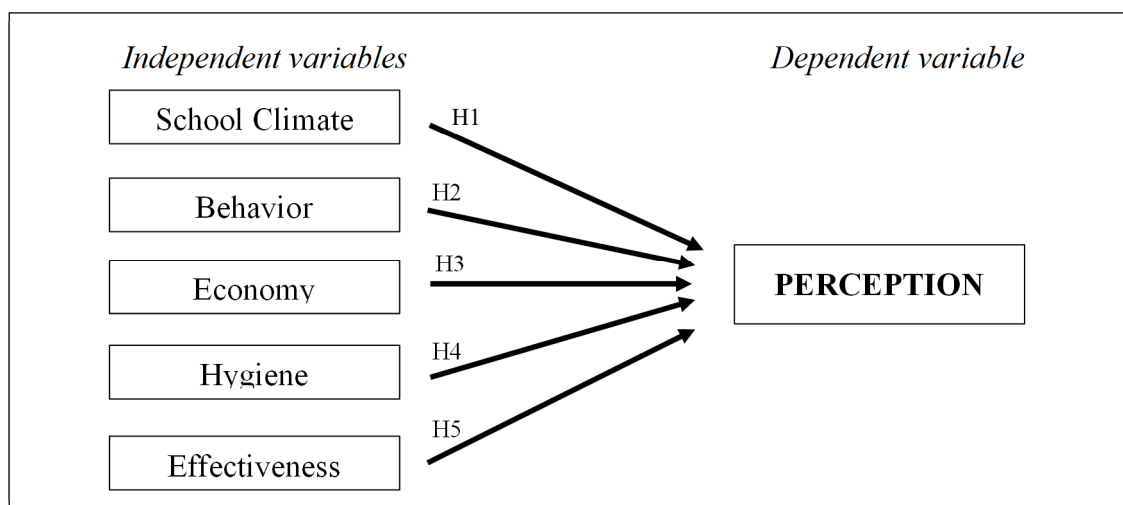 Independent variables
Dependent variable
School Climate
H1
Behavior
H2
Economy
H3
PERCEPTION
Hygiene
H4
Effectiveness
H5